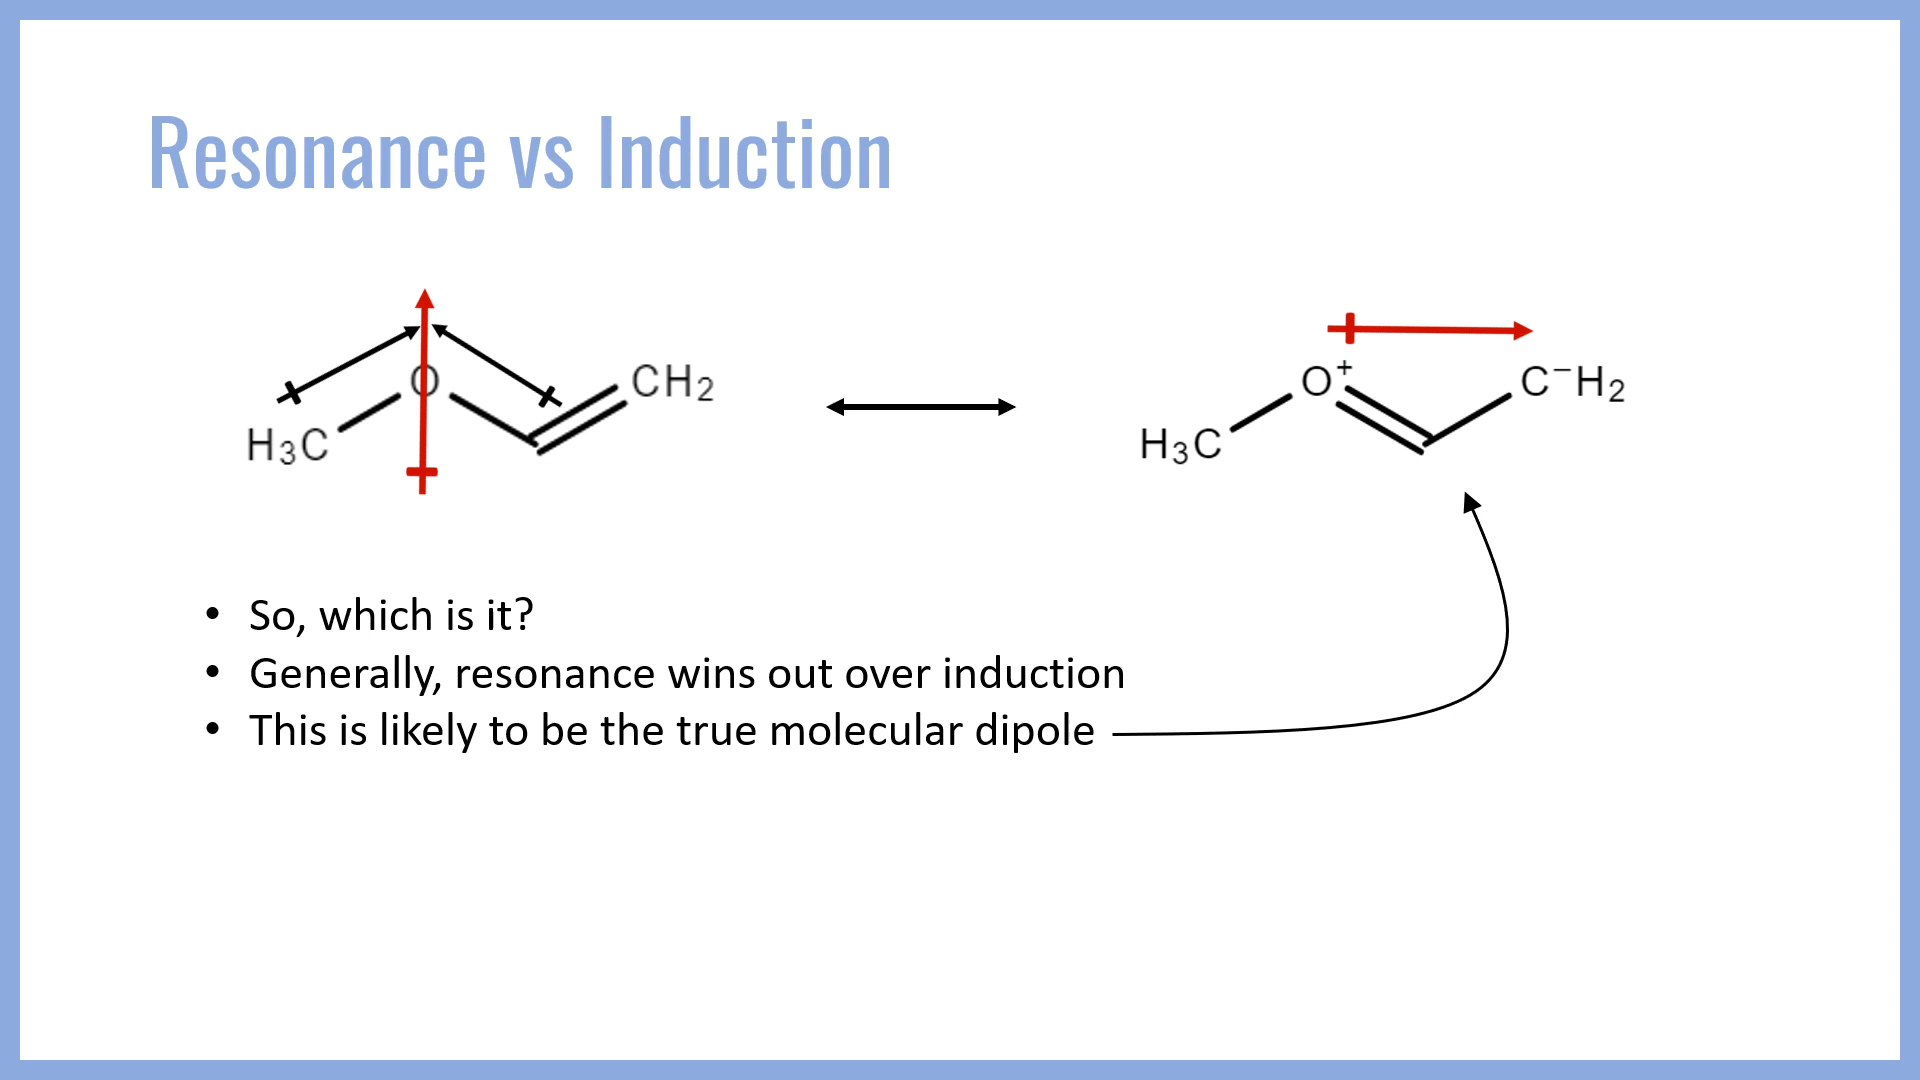 Resonance vs Induction
O
CH2
H3C
O+
C−H2
H3C
• So, which is it?
• Generally, resonance wins out over induction
• This is likely to be the true molecular dipole